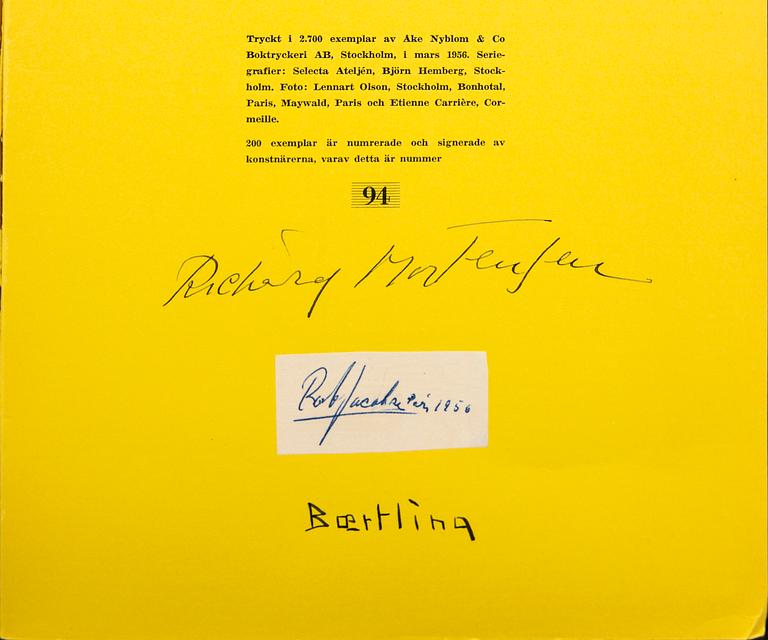 Tryckt i 2.700 exemplar av Åke Nyblom & Co
Boktryckeri AB, Stockholm, i mars 1956. Serie-
grafier: Selecta Ateljén, Björn Hemberg, Stock-
holm. Foto: Lennart Olson, Stockholm, Bonhotal,
Paris, Maywald, Paris och Etienne Carrière, Cor-
meille.
200 exemplar är numrerade och signerade av
konstnärerna, varav detta är nummer
94
Richard Mortensen
Rob Jacobsen Paris 1956
Bærtling